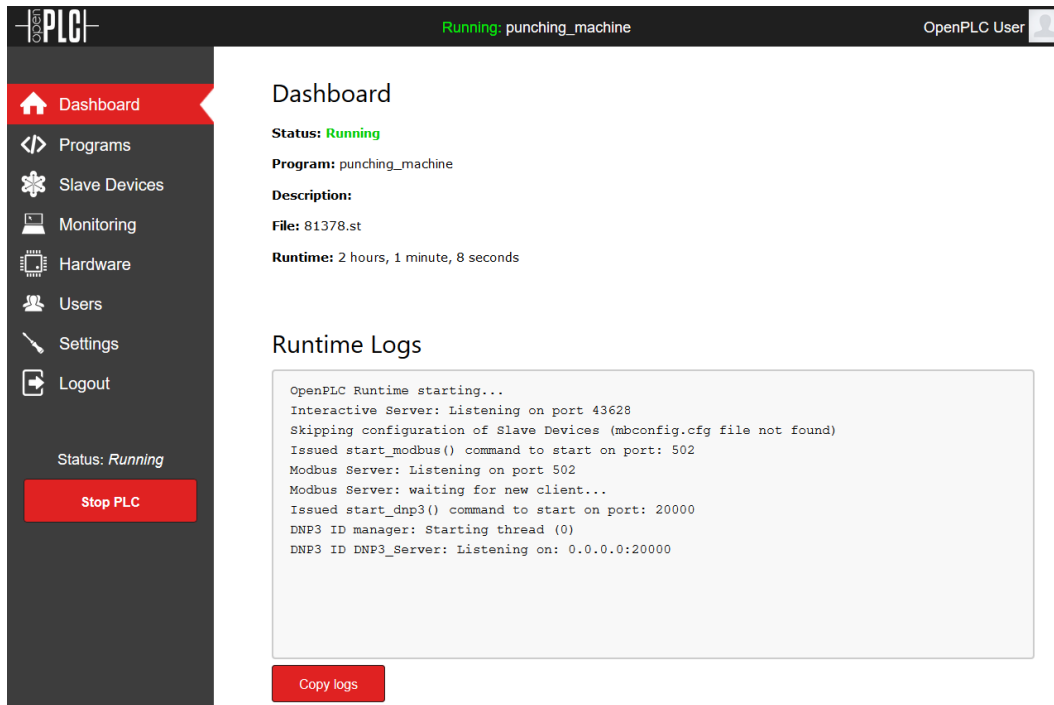 open PLC
Running: punching_machine
OpenPLC User
Dashboard
Programs
Slave Devices
Monitoring
Hardware
Users
Settings
Logout
Status: Running
Stop PLC
Dashboard
Status: Running
Program: punching_machine
Description:
File: 81378.st
Runtime: 2 hours, 1 minute, 8 seconds
Runtime Logs
OpenPLC Runtime starting...
Interactive Server: Listening on port 43628
Skipping configuration of Slave Devices (mbconfig.cfg file not found)
Issued start_modbus() command to start on port: 502
Modbus Server: Listening on port 502
Modbus Server: waiting for new client...
Issued start_dnp3() command to start on port: 20000
DNP3 ID manager: Starting thread (0)
DNP3 ID DNP3_Server: Listening on: 0.0.0.0:20000
Copy logs